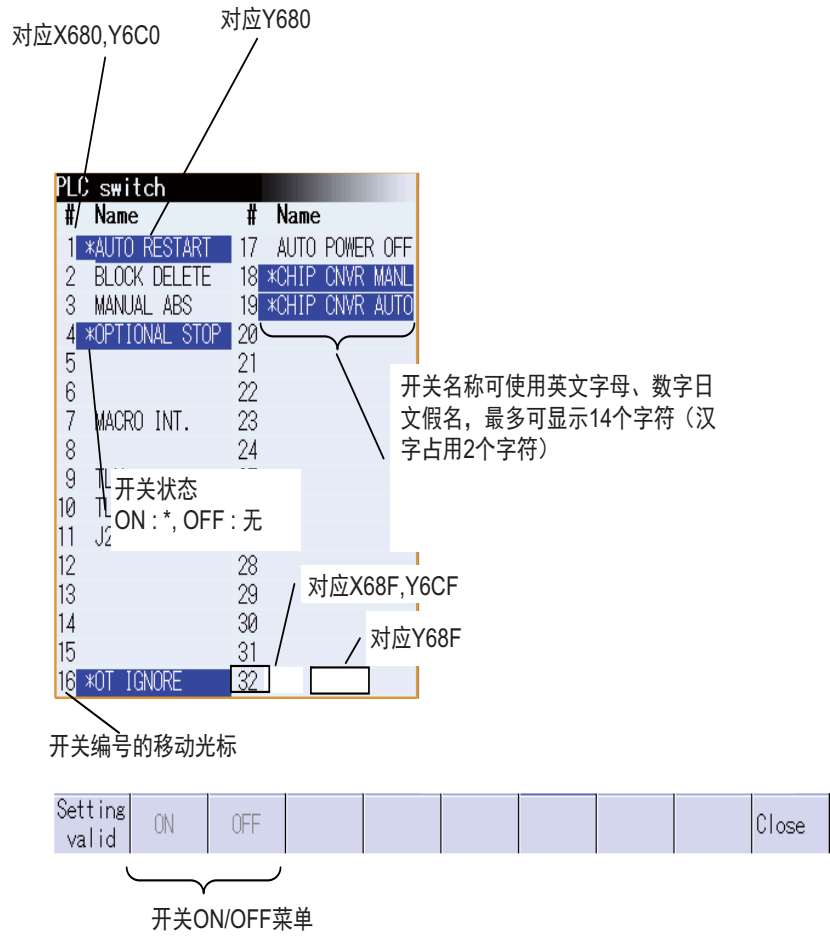 对应X680,Y6C0
对应Y680
PLC switch
# Name # Name
1 *AUTO RESTART 17 AUTO POWER OFF
2 BLOCK DELETE 18 *CHIP CNVR MANL
3 MANUAL ABS 19 *CHIP CNVR AUTO
4 *OPTIONAL STOP 20
5 21
6 22
7 MACRO INT. 23
8 24
9
10
11
12 28
13 29
14 30
15 31
16 *OT IGNORE 32
开关名称可使用英文字母、数字日
文假名，最多可显示14个字符（汉
字占用2个字符）
开关状态
ON : *, OFF : 无
对应X68F,Y6CF
对应Y68F
开关编号的移动光标
Setting valid ON OFF Close
开关ON/OFF菜单